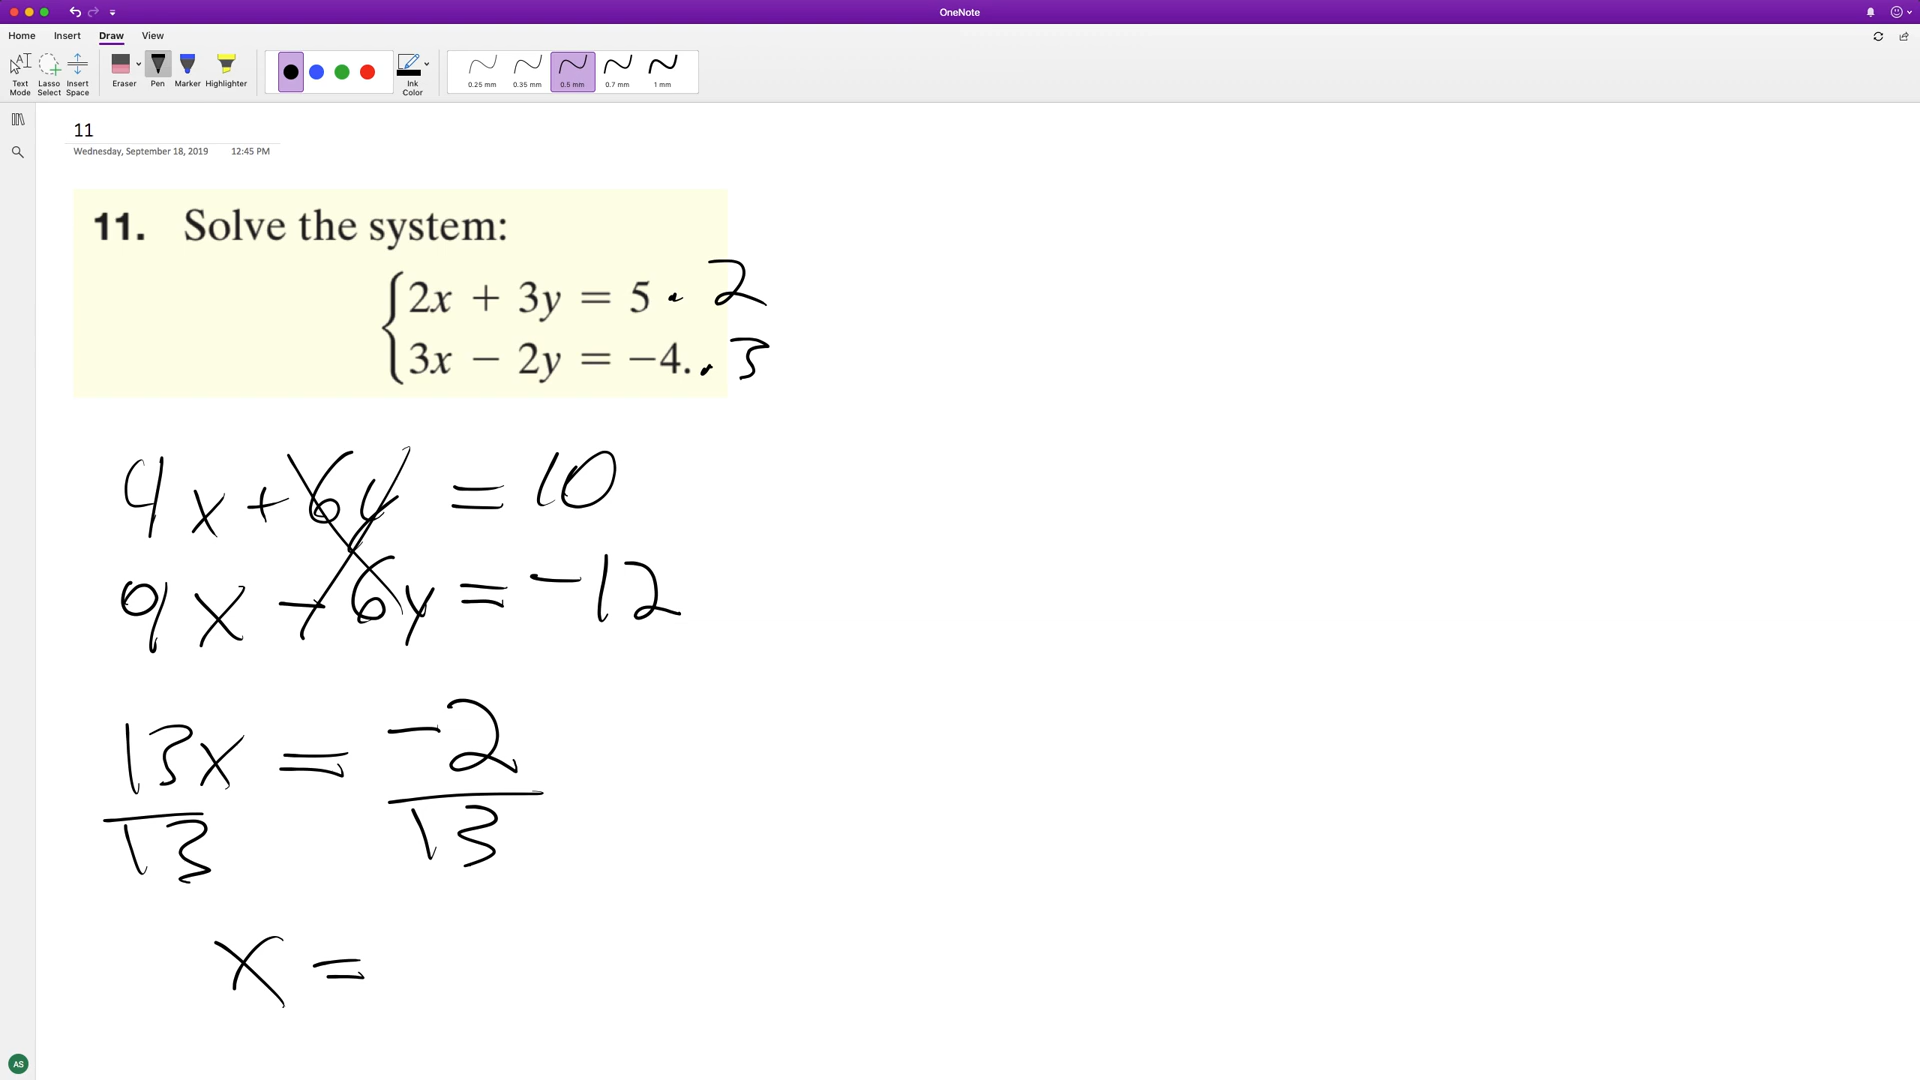 OneNote
Home Insert Draw View
Text Mode Lasso Select Insert Space Eraser Pen Marker Highlighter Ink Color 0.25 mm 0.35 mm 0.5 mm 0.7 mm 1 mm
11
Wednesday, September 18, 2019 12:45 PM
11. Solve the system:
2x + 3y = 5 · 2
3x − 2y = −4. · 3
4x + 6y = 10
9x - 6y = -12
13x = -2
13 13
x =
AS